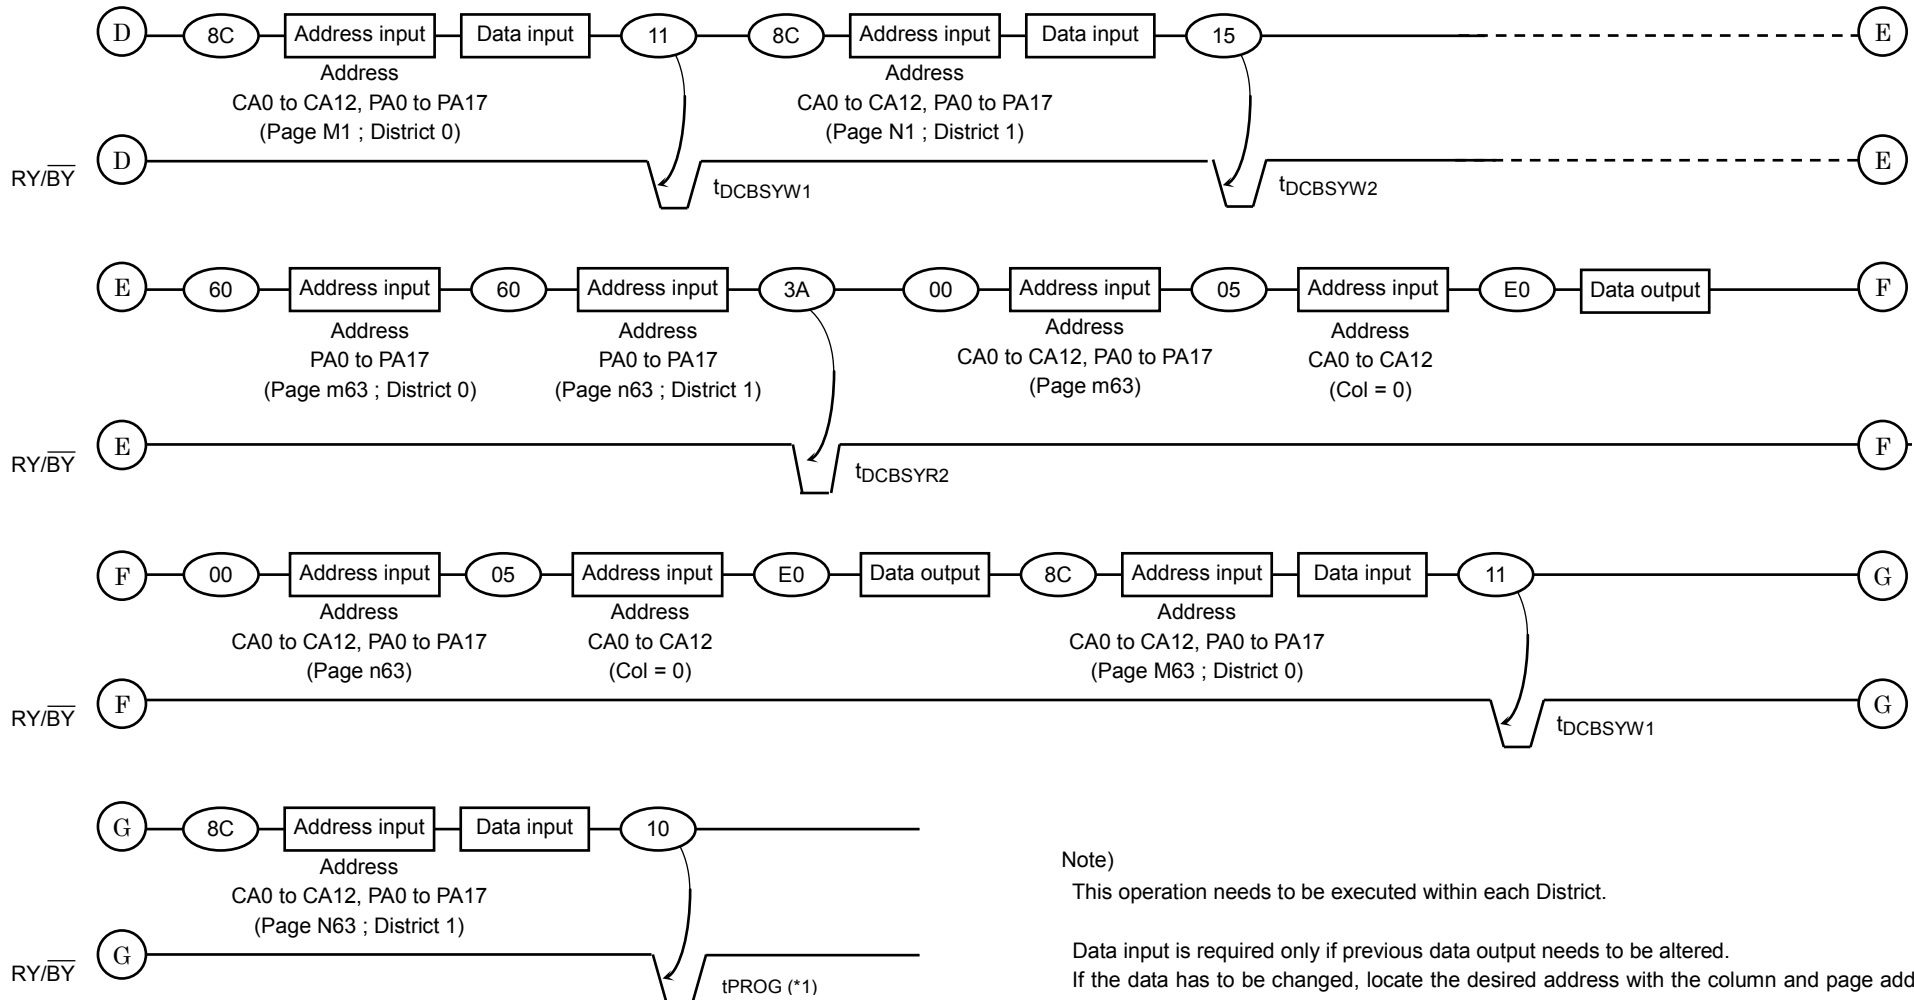 D 8C Address input Data input 11 8C Address input Data input 15 E
Address Address
CA0 to CA12, PA0 to PA17 CA0 to CA12, PA0 to PA17
(Page M1 ; District 0) (Page N1 ; District 1)
D E
RY/BY tDCBSYW1 tDCBSYW2
E 60 Address input 60 Address input 3A 00 Address input 05 Address input E0 Data output F
Address Address Address Address
PA0 to PA17 PA0 to PA17 CA0 to CA12, PA0 to PA17 CA0 to CA12
(Page m63 ; District 0) (Page n63 ; District 1) (Page m63) (Col = 0)
E F
RY/BY tDCBSYR2
F 00 Address input 05 Address input E0 Data output 8C Address input Data input 11 G
Address Address Address
CA0 to CA12, PA0 to PA17 CA0 to CA12 CA0 to CA12, PA0 to PA17
(Page n63) (Col = 0) (Page M63 ; District 0)
F G
RY/BY tDCBSYW1
G 8C Address input Data input 10
Address
CA0 to CA12, PA0 to PA17
(Page N63 ; District 1)
G
RY/BY tPROG (*1)
Note)
This operation needs to be executed within each District.
Data input is required only if previous data output needs to be altered.
If the data has to be changed, locate the desired address with the column and page add